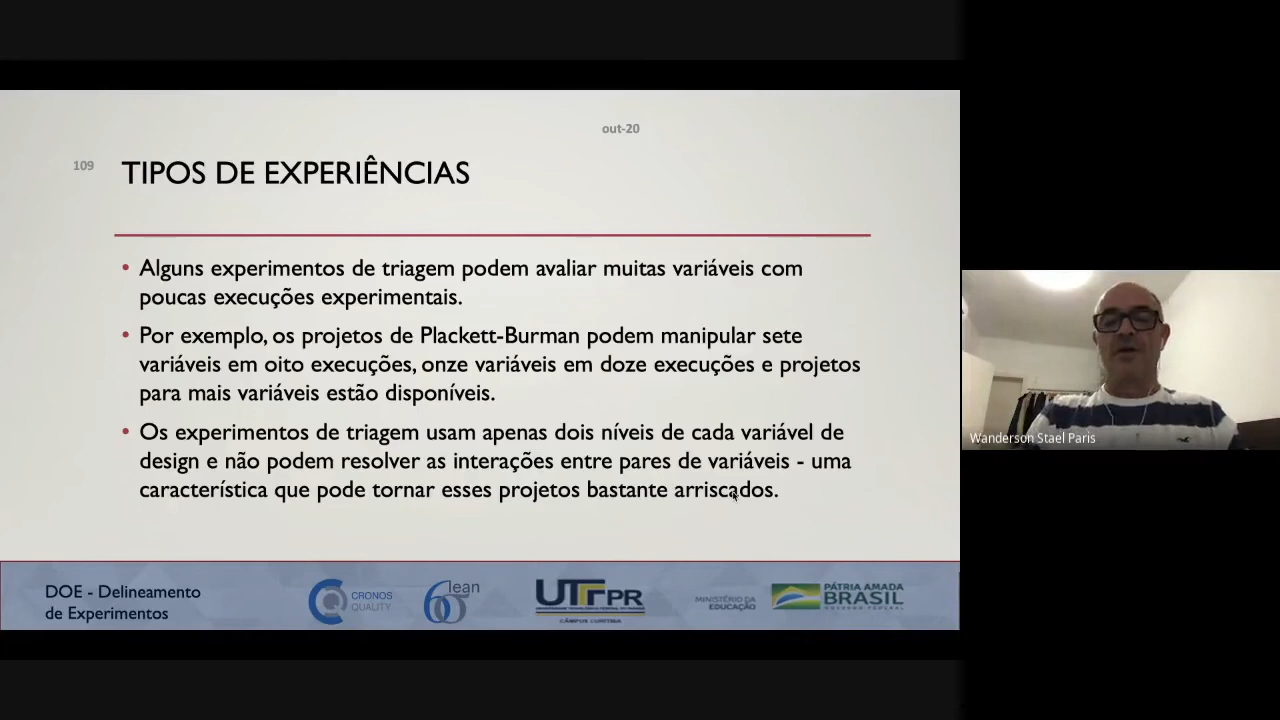 out-20
109
TIPOS DE EXPERIÊNCIAS
• Alguns experimentos de triagem podem avaliar muitas variáveis com
poucas execuções experimentais.
• Por exemplo, os projetos de Plackett-Burman podem manipular sete
variáveis em oito execuções, onze variáveis em doze execuções e projetos
para mais variáveis estão disponíveis.
• Os experimentos de triagem usam apenas dois níveis de cada variável de
design e não podem resolver as interações entre pares de variáveis - uma
característica que pode tornar esses projetos bastante arriscados.
DOE - Delineamento
de Experimentos
CRONOS
QUALITY
lean
UTFPR
UNIVERSIDADE TECNOLÓGICA FEDERAL DO PARANÁ
CÂMPUS CURITIBA
MINISTÉRIO DA
EDUCAÇÃO
PÁTRIA AMADA
BRASIL
GOVERNO FEDERAL
Wanderson Stael Paris